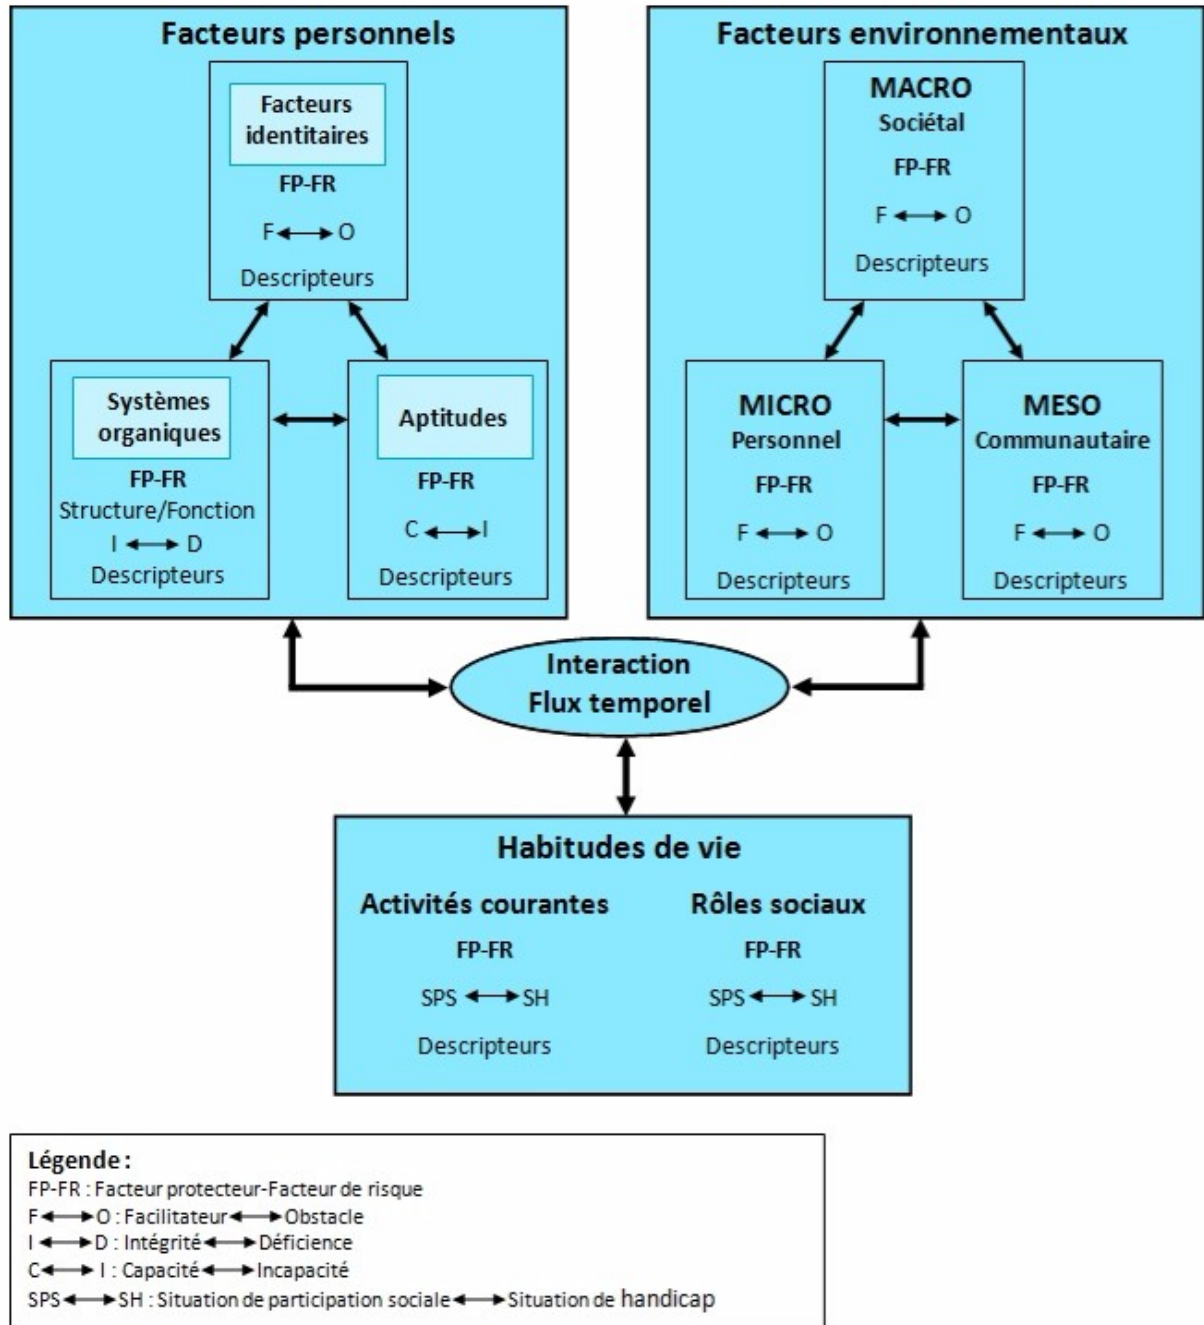 Facteurs personnels
Facteurs
identitaires
FP-FR
F ↔ O
Descripteurs
Systèmes
organiques
FP-FR
Structure/Fonction
I ↔ D
Descripteurs
Aptitudes
FP-FR
C ↔ I
Descripteurs
Facteurs environnementaux
MACRO
Sociétal
FP-FR
F ↔ O
Descripteurs
MICRO
Personnel
FP-FR
F ↔ O
Descripteurs
MESO
Communautaire
FP-FR
F ↔ O
Descripteurs
Interaction
Flux temporel
Habitudes de vie
Activités courantes
FP-FR
SPS ↔ SH
Descripteurs
Rôles sociaux
FP-FR
SPS ↔ SH
Descripteurs
Légende :
FP-FR : Facteur protecteur-Facteur de risque
F ↔ O : Facilitateur ↔ Obstacle
I ↔ D : Intégrité ↔ Déficience
C ↔ I : Capacité ↔ Incapacité
SPS ↔ SH : Situation de participation sociale ↔ Situation de handicap